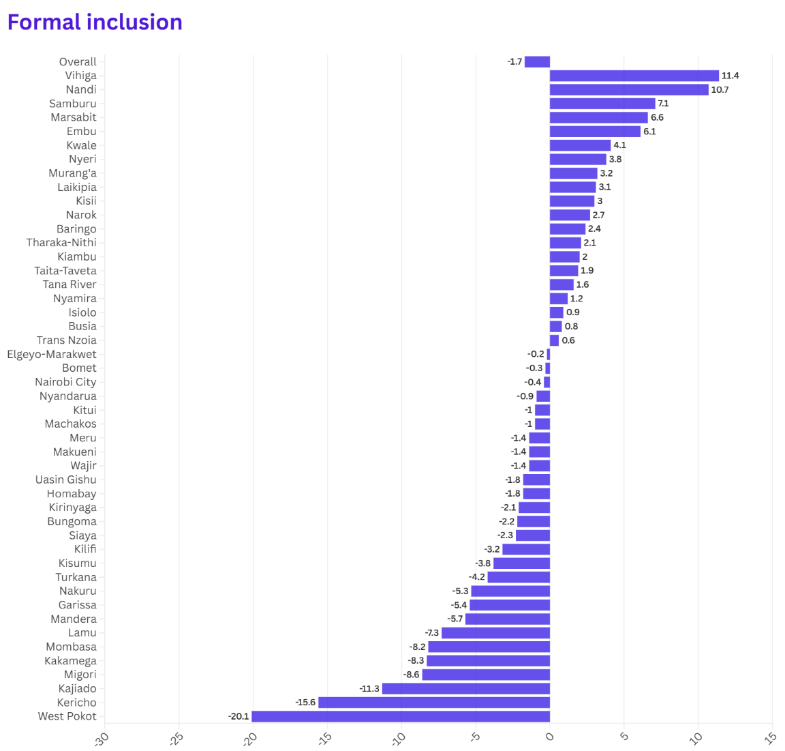 Formal inclusion
Overall -1.7
Vihiga 11.4
Nandi 10.7
Samburu 7.1
Marsabit 6.6
Embu 6.1
Kwale 4.1
Nyeri 3.8
Murang'a 3.2
Laikipia 3.1
Kisii 3
Narok 2.7
Baringo 2.4
Tharaka-Nithi 2.1
Kiambu 2
Taita-Taveta 1.9
Tana River 1.6
Nyamira 1.2
Isiolo 0.9
Busia 0.8
Trans Nzoia 0.6
Elgeyo-Marakwet -0.2
Bomet -0.3
Nairobi City -0.4
Nyandarua -0.9
Kitui -1
Machakos -1
Meru -1.4
Makueni -1.4
Wajir -1.4
Uasin Gishu -1.8
Homabay -1.8
Kirinyaga -2.1
Bungoma -2.2
Siaya -2.3
Kilifi -3.2
Kisumu -3.8
Turkana -4.2
Nakuru -5.3
Garissa -5.4
Mandera -5.7
Lamu -7.3
Mombasa -8.2
Kakamega -8.3
Migori -8.6
Kajiado -11.3
Kericho -15.6
West Pokot -20.1
-30 -25 -20 -15 -10 -5 0 5 10 15